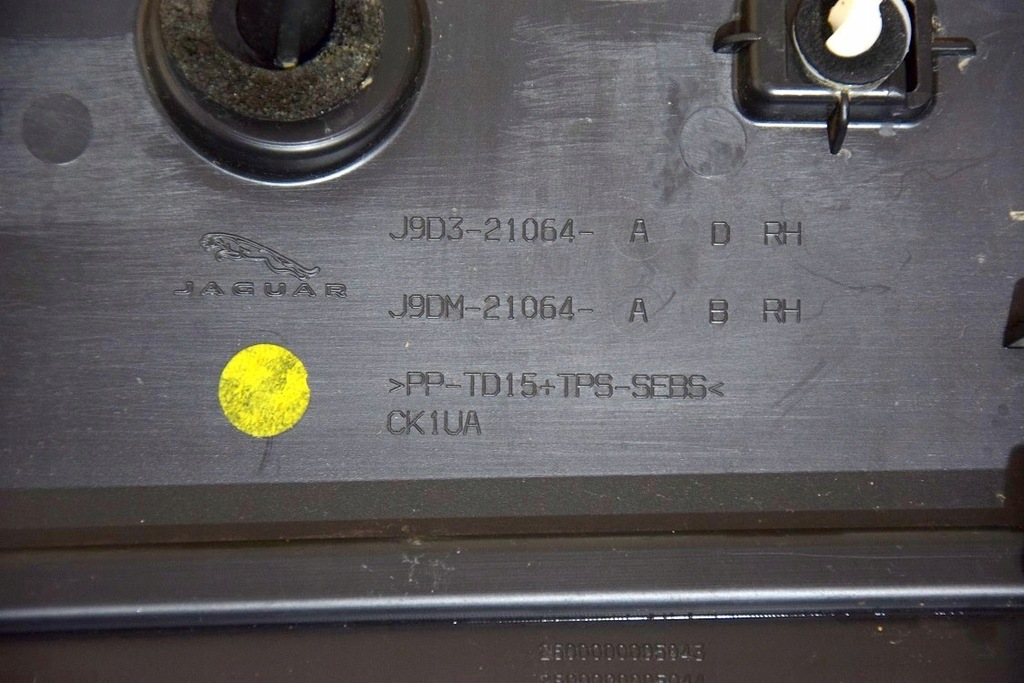 J9D3-21064- A D RH
JAGUAR
J9DM-21064- A B RH
>PP-TD15+TPS-SEBS<
CK1UA